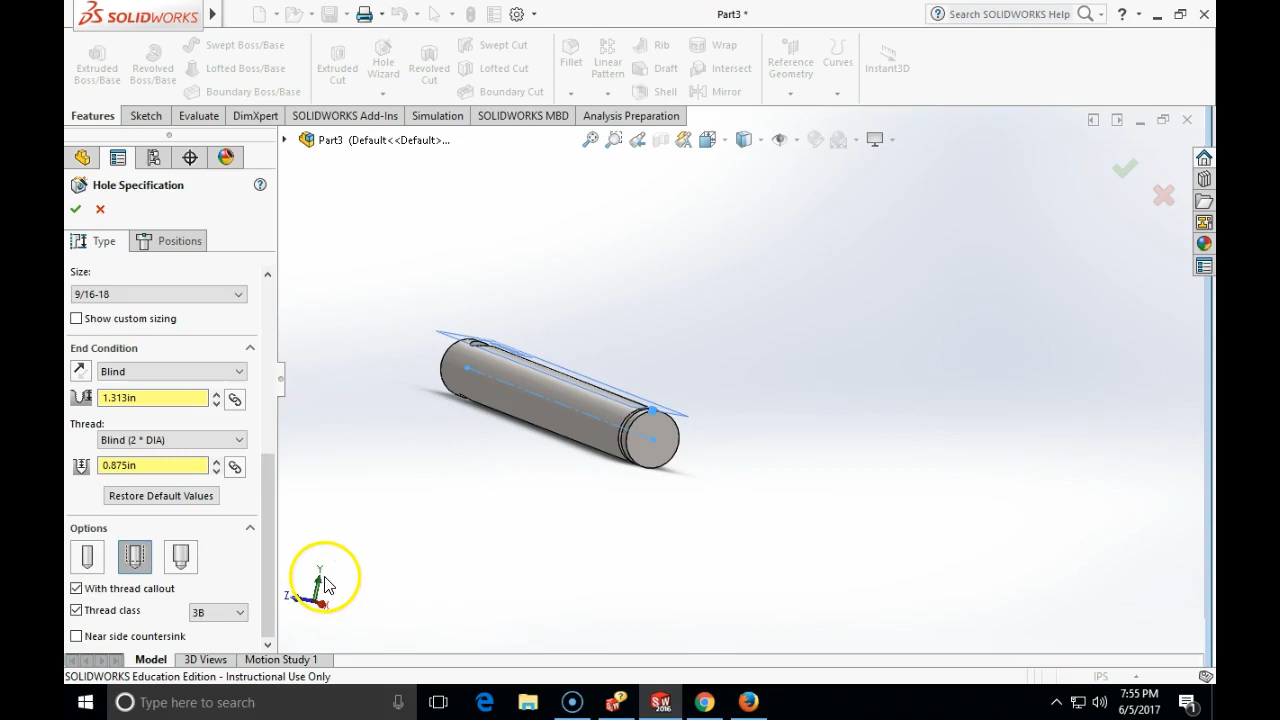 SOLIDWORKS
Part3 *
Search SOLIDWORKS Help
Extruded Boss/Base
Revolved Boss/Base
Swept Boss/Base
Lofted Boss/Base
Boundary Boss/Base
Extruded Cut
Hole Wizard
Revolved Cut
Swept Cut
Lofted Cut
Boundary Cut
Fillet
Linear Pattern
Rib
Draft
Shell
Wrap
Intersect
Mirror
Reference Geometry
Curves
Instant3D
Features
Sketch
Evaluate
DimXpert
SOLIDWORKS Add-Ins
Simulation
SOLIDWORKS MBD
Analysis Preparation
Part3 (Default<<Default>...
Hole Specification
Type
Positions
Size:
9/16-18
Show custom sizing
End Condition
Blind
1.313in
Thread:
Blind (2 * DIA)
0.875in
Restore Default Values
Options
With thread callout
Thread class
3B
Near side countersink
Y
Z
X
Model
3D Views
Motion Study 1
SOLIDWORKS Education Edition - Instructional Use Only
IPS
Type here to search
SW
2016
7:55 PM
6/5/2017
1